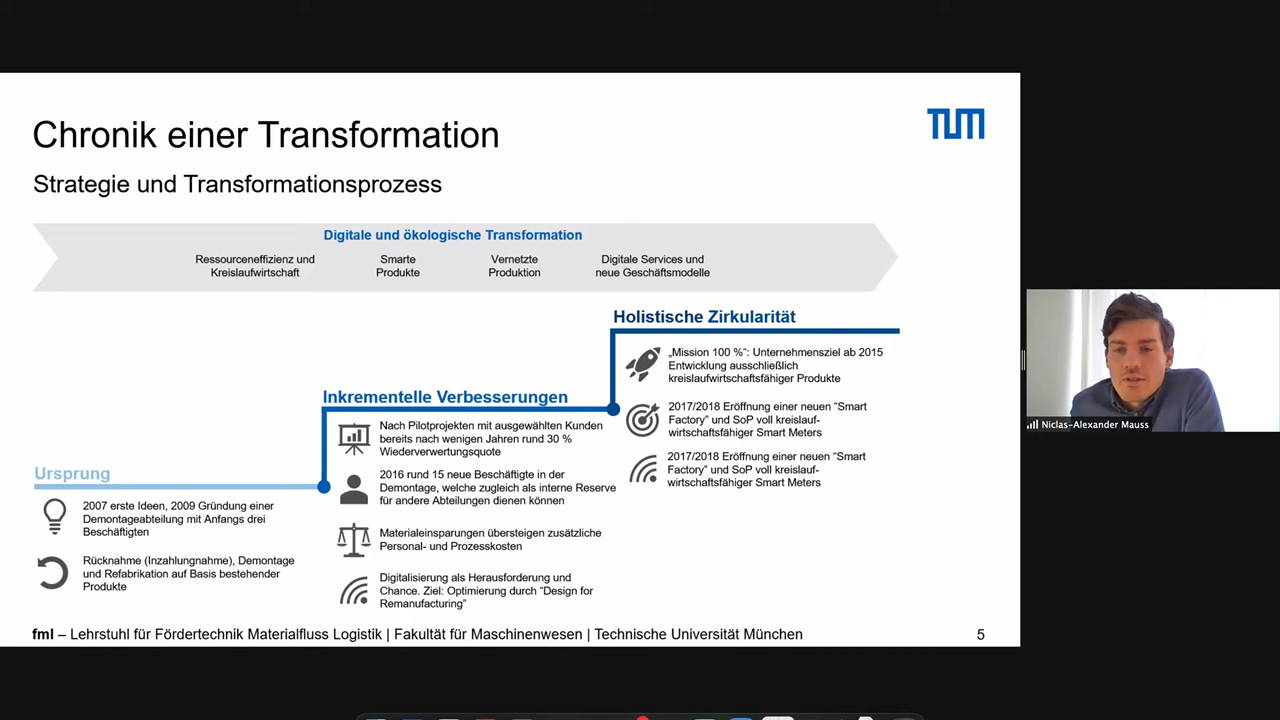 Chronik einer Transformation
TUM
Strategie und Transformationsprozess
Digitale und ökologische Transformation
Ressourceneffizienz und
Kreislaufwirtschaft
Smarte
Produkte
Vernetzte
Produktion
Digitale Services und
neue Geschäftsmodelle
Holistische Zirkularität
„Mission 100 %“: Unternehmensziel ab 2015
Entwicklung ausschließlich
kreislaufwirtschaftsfähiger Produkte
2017/2018 Eröffnung einer neuen “Smart
Factory” und SoP voll kreislauf-
wirtschaftsfähiger Smart Meters
2017/2018 Eröffnung einer neuen “Smart
Factory” und SoP voll kreislauf-
wirtschaftsfähiger Smart Meters
Inkrementelle Verbesserungen
Nach Pilotprojekten mit ausgewählten Kunden
bereits nach wenigen Jahren rund 30 %
Wiederverwertungsquote
2016 rund 15 neue Beschäftigte in der
Demontage, welche zugleich als interne Reserve
für andere Abteilungen dienen können
Materialeinsparungen übersteigen zusätzliche
Personal- und Prozesskosten
Digitalisierung als Herausforderung und
Chance. Ziel: Optimierung durch “Design for
Remanufacturing”
Ursprung
2007 erste Ideen, 2009 Gründung einer
Demontageabteilung mit Anfangs drei
Beschäftigten
Rücknahme (Inzahlungnahme), Demontage
und Refabrikation auf Basis bestehender
Produkte
fml – Lehrstuhl für Fördertechnik Materialfluss Logistik | Fakultät für Maschinenwesen | Technische Universität München
5
Niclas-Alexander Mauss